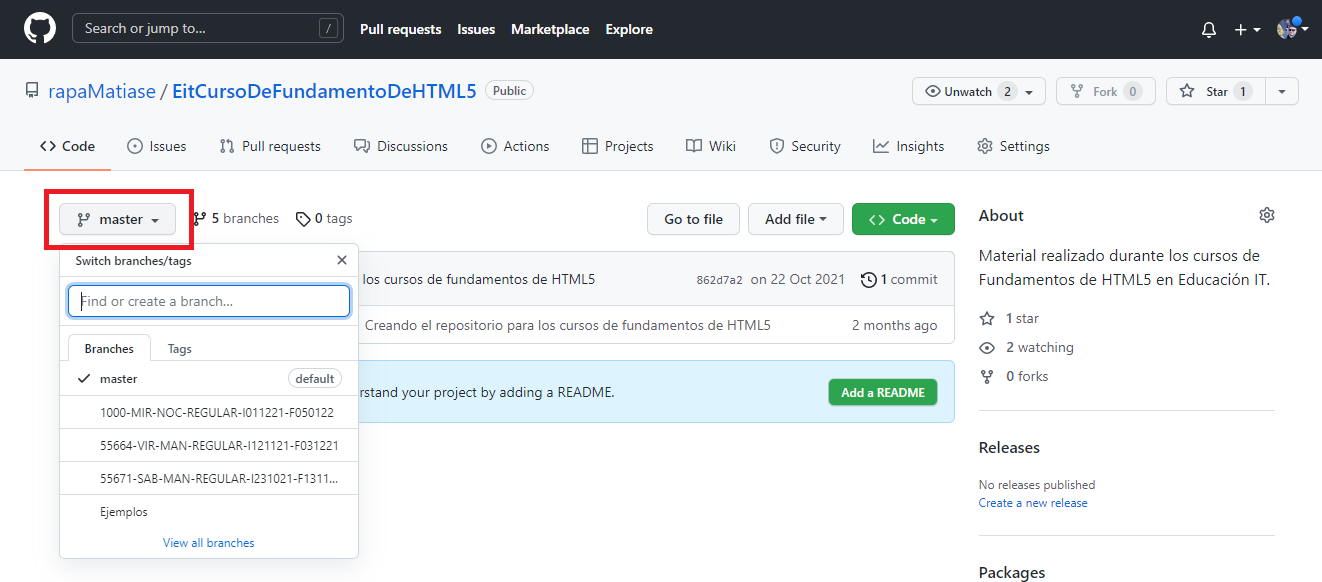 Search or jump to... /
Pull requests Issues Marketplace Explore
rapaMatiase / EitCursoDeFundamentoDeHTML5 Public
Unwatch 2 Fork 0 Star 1
Code Issues Pull requests Discussions Actions Projects Wiki Security Insights Settings
master 5 branches 0 tags
Go to file Add file Code
Switch branches/tags
Find or create a branch...
Branches Tags
master default
1000-MIR-NOC-REGULAR-I011221-F050122
55664-VIR-MAN-REGULAR-I121121-F031221
55671-SAB-MAN-REGULAR-I231021-F1311...
Ejemplos
View all branches
los cursos de fundamentos de HTML5 862d7a2 on 22 Oct 2021 1 commit
Creando el repositorio para los cursos de fundamentos de HTML5 2 months ago
rstand your project by adding a README. Add a README
About
Material realizado durante los cursos de
Fundamentos de HTML5 en Educación IT.
1 star
2 watching
0 forks
Releases
No releases published
Create a new release
Packages